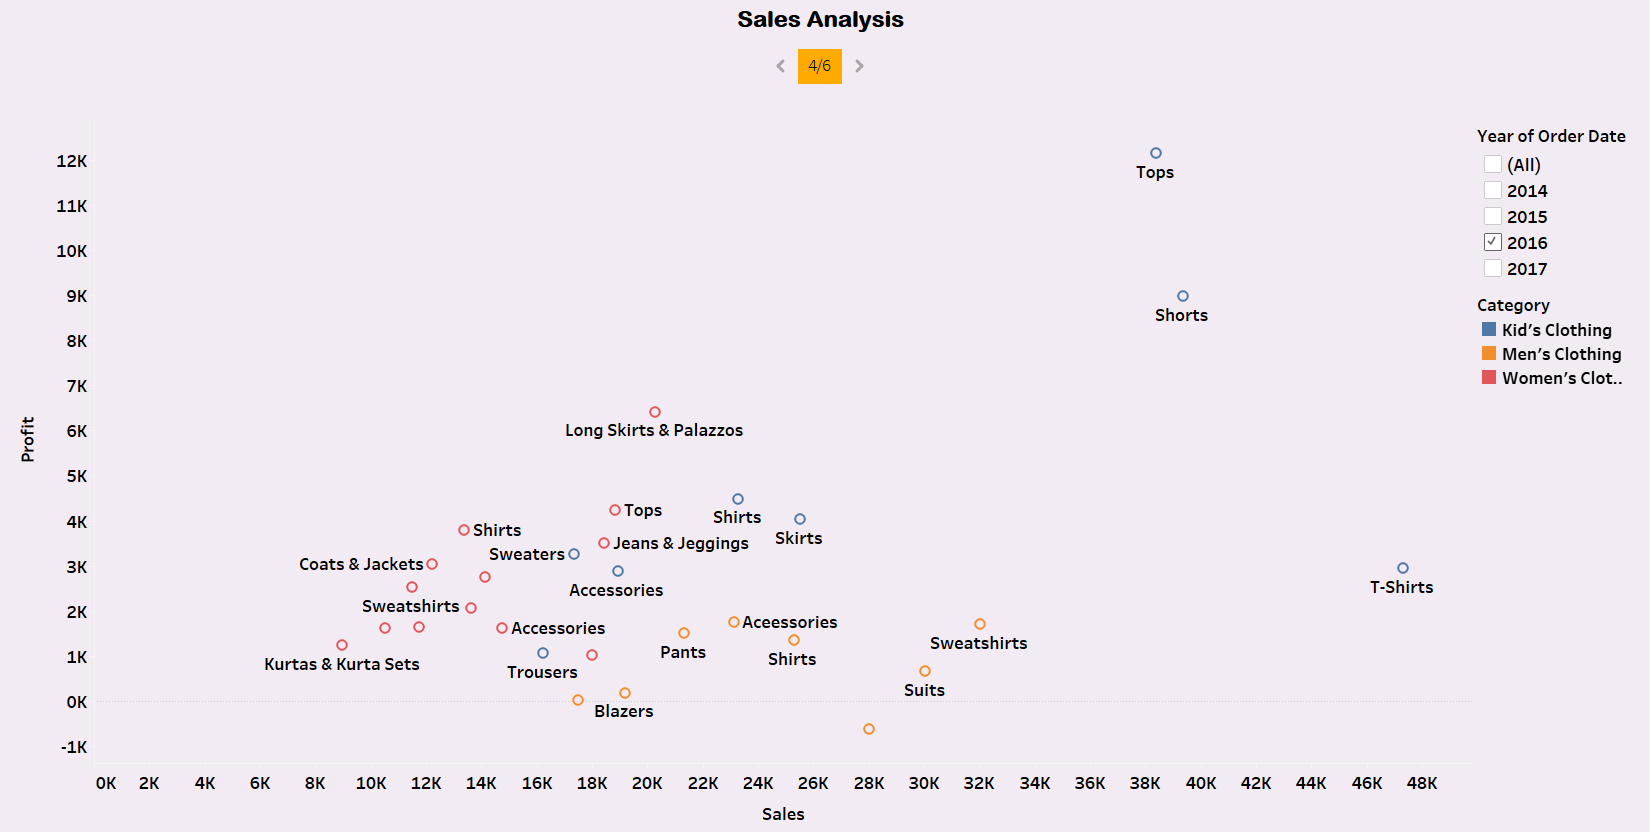 Sales Analysis
4/6
Year of Order Date
(All)
2014
2015
2016
2017
Category
Kid's Clothing
Men's Clothing
Women's Clot..
Profit
12K
11K
10K
9K
8K
7K
6K
5K
4K
3K
2K
1K
0K
-1K
Tops
Shorts
Long Skirts & Palazzos
Shirts
Tops
Skirts
Shirts
Jeans & Jeggings
Sweaters
Coats & Jackets
Accessories
T-Shirts
Sweatshirts
Aceessories
Accessories
Sweatshirts
Pants
Shirts
Kurtas & Kurta Sets
Trousers
Suits
Blazers
0K 2K 4K 6K 8K 10K 12K 14K 16K 18K 20K 22K 24K 26K 28K 30K 32K 34K 36K 38K 40K 42K 44K 46K 48K
Sales